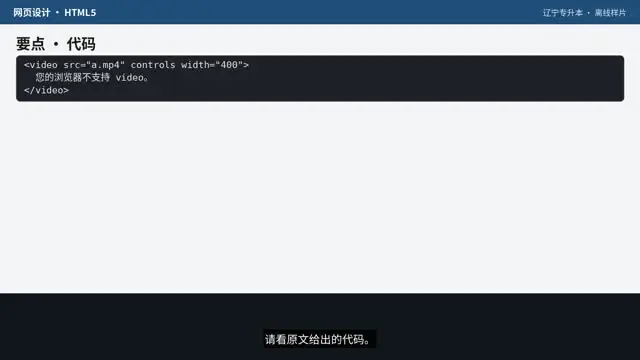 网页设计 • HTML5
辽宁专升本 • 离线样片
要点 • 代码
<video src="a.mp4" controls width="400">
  您的浏览器不支持 video。
</video>
请看原文给出的代码。